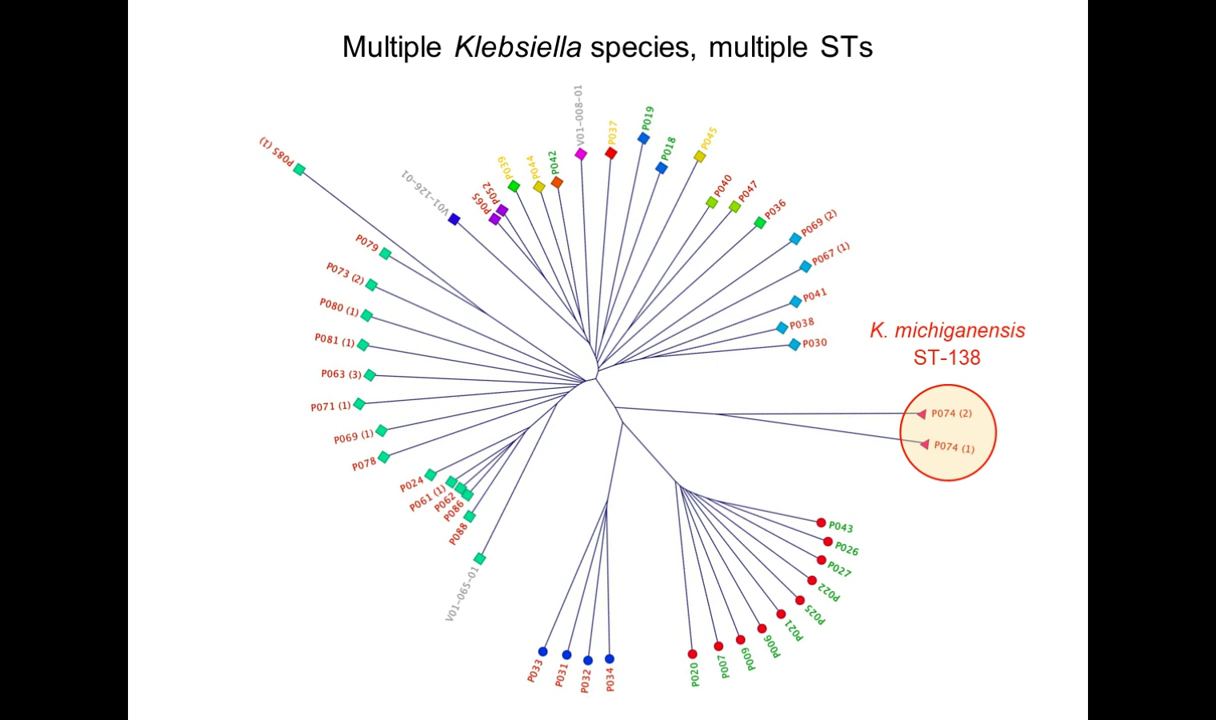 Multiple Klebsiella species, multiple STs
V01-008-01
P037
P019
P018
P045
P040
P047
P036
P069 (2)
P067 (1)
P041
P038
P030
K. michiganensis
ST-138
P074 (2)
P074 (1)
P043
P026
P027
P022
P025
P021
P006
P009
P007
P020
P034
P032
P031
P033
V01-065-01
P088
P086
P062
P061 (1)
P024
P078
P069 (1)
P071 (1)
P063 (3)
P081 (1)
P080 (1)
P073 (2)
P079
P085 (1)
V01-126-01
P065
P052
P039
P044
P042